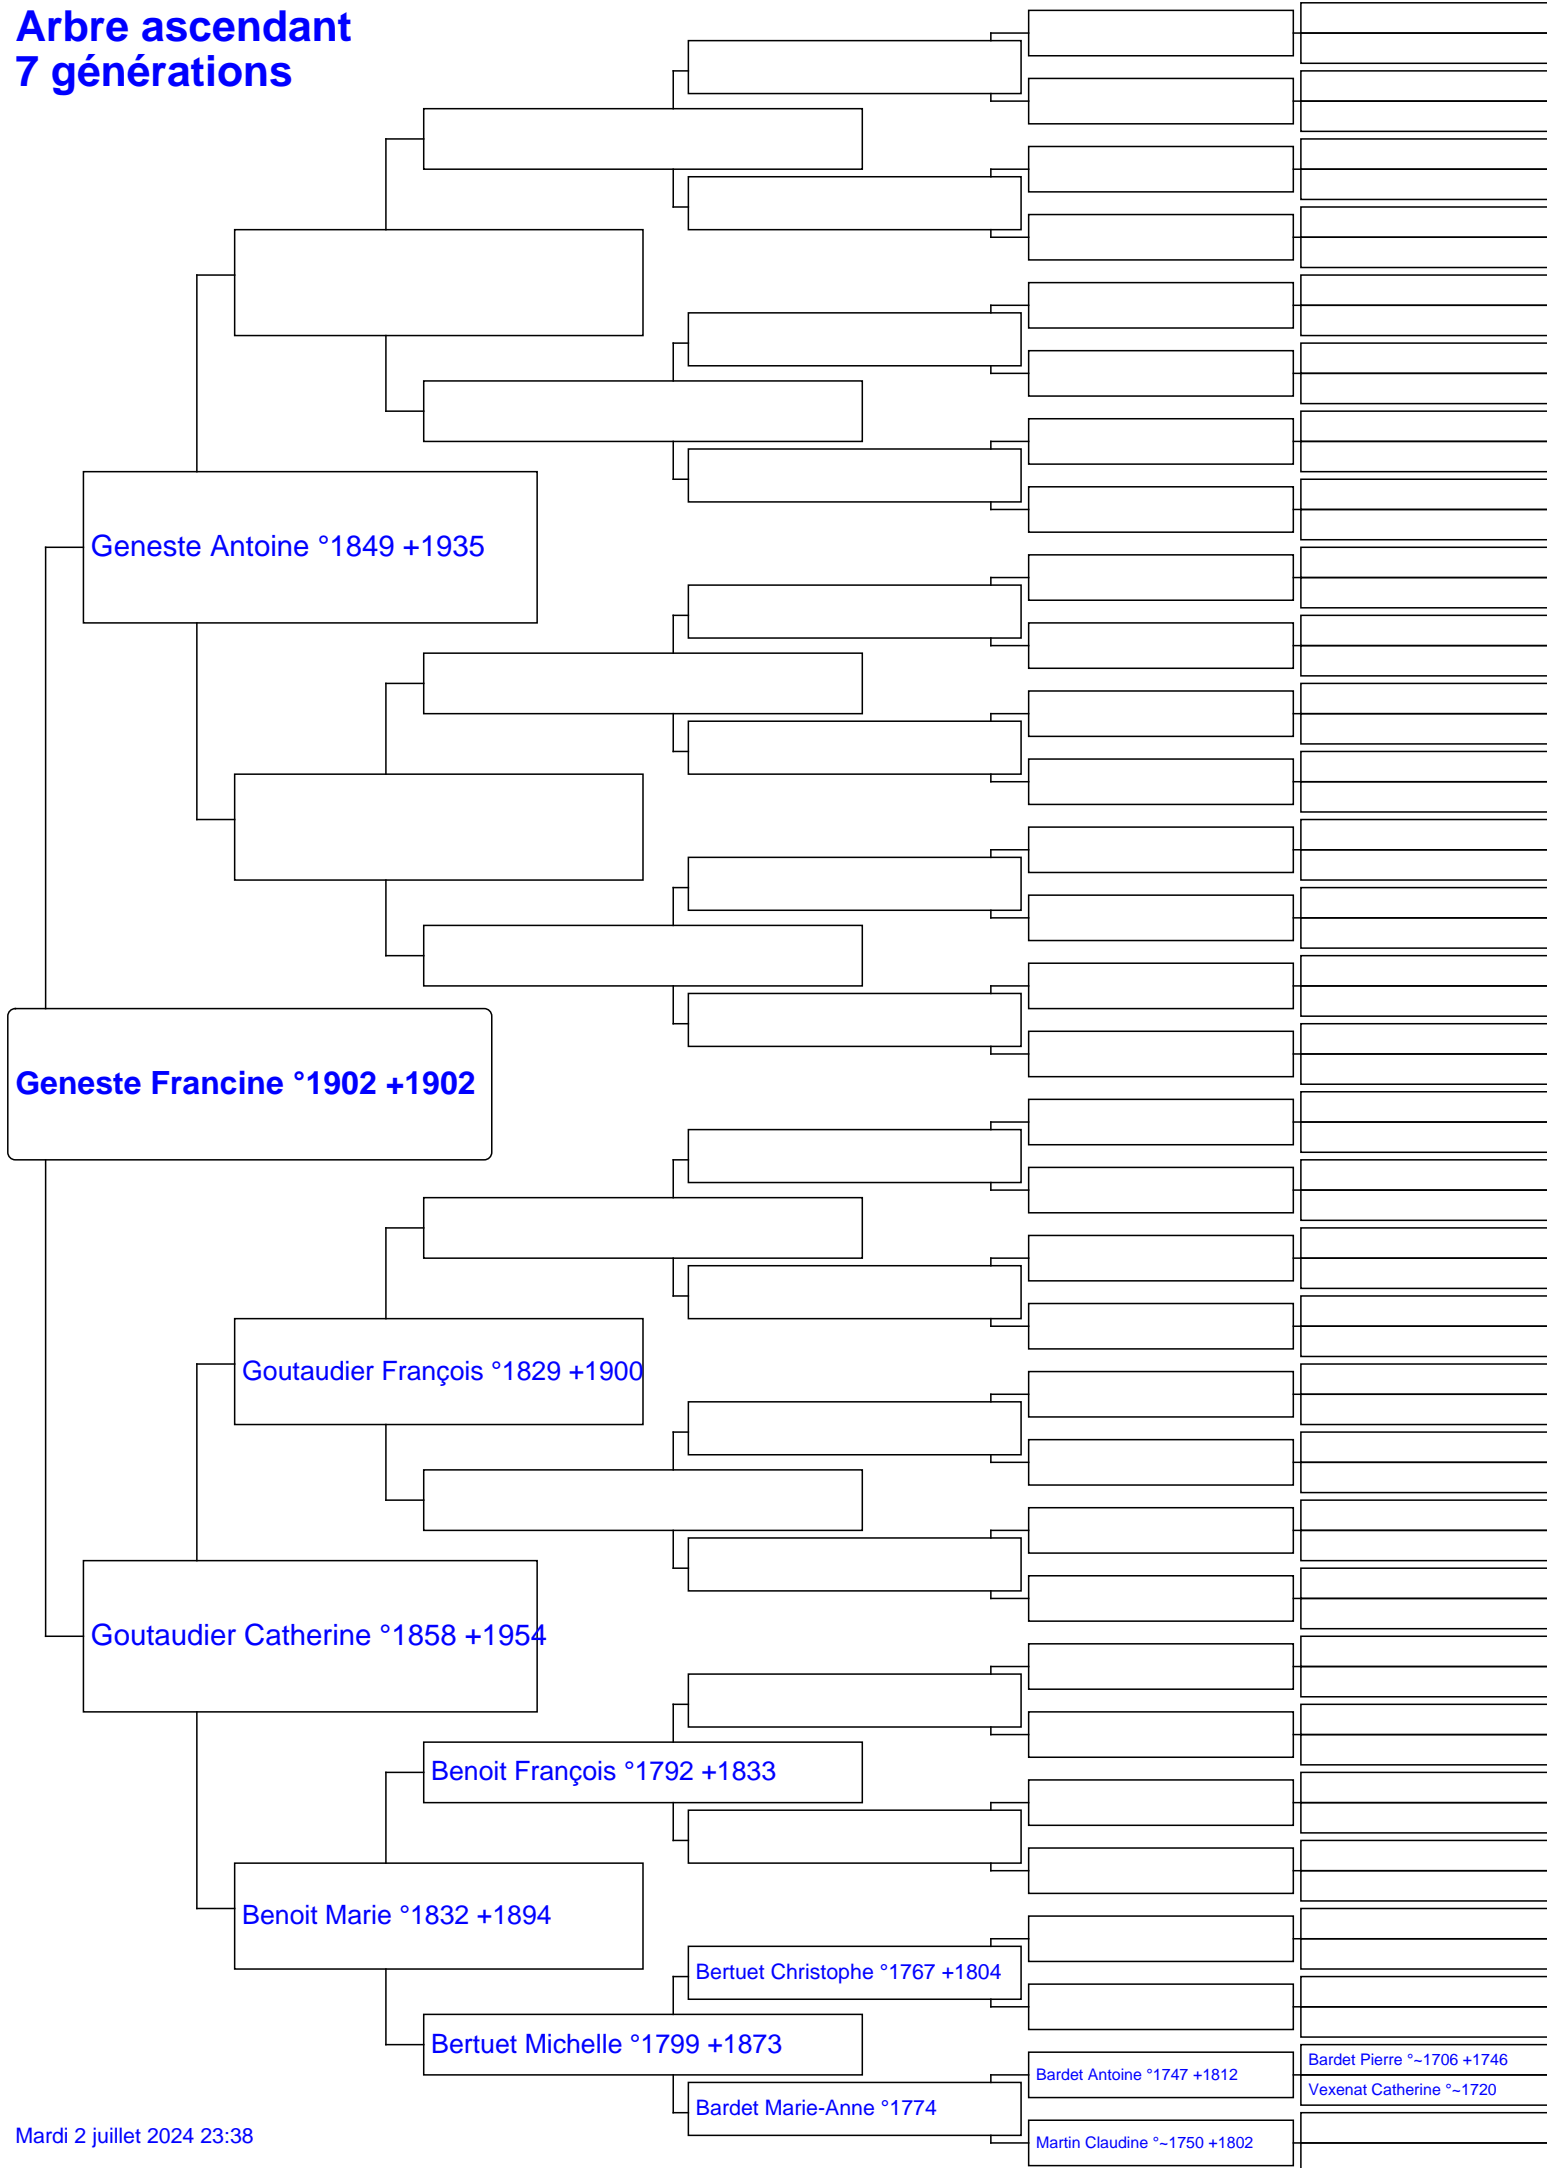 Arbre ascendant
7 générations
Geneste Antoine °1849 +1935
Geneste Francine °1902 +1902
Goutaudier François °1829 +1900
Goutaudier Catherine °1858 +1954
Benoit François °1792 +1833
Benoit Marie °1832 +1894
Bertuet Christophe °1767 +1804
Bertuet Michelle °1799 +1873
Bardet Pierre °~1706 +1746
Bardet Antoine °1747 +1812
Vexenat Catherine °~1720
Bardet Marie-Anne °1774
Martin Claudine °~1750 +1802
Mardi 2 juillet 2024 23:38